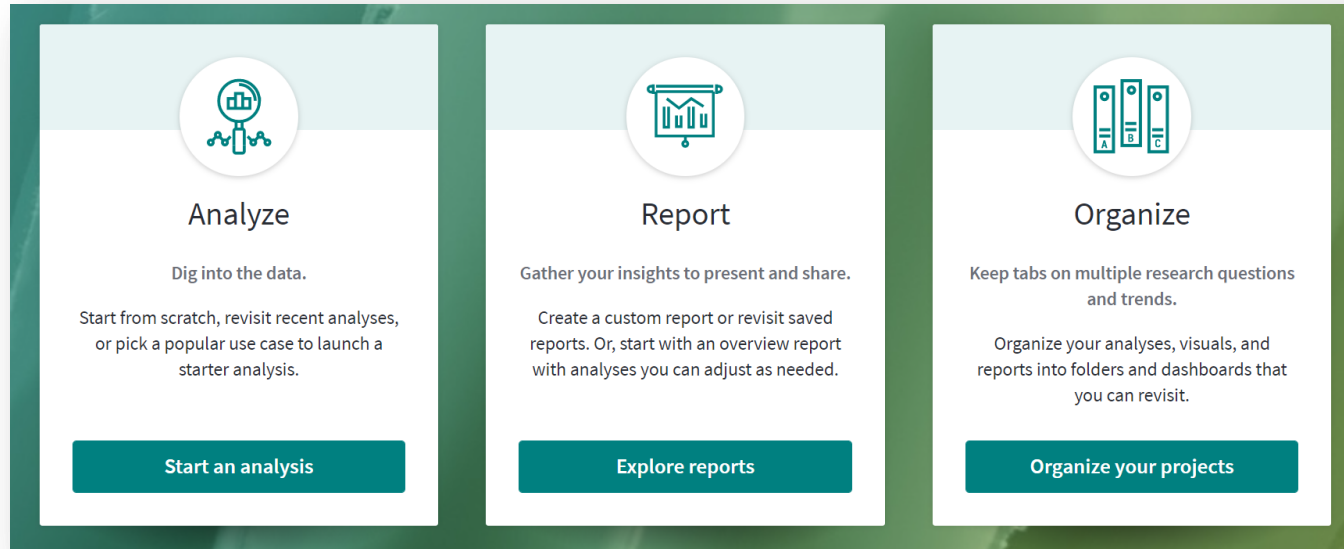 Analyze
Dig into the data.
Start from scratch, revisit recent analyses,
or pick a popular use case to launch a
starter analysis.
Start an analysis
Report
Gather your insights to present and share.
Create a custom report or revisit saved
reports. Or, start with an overview report
with analyses you can adjust as needed.
Explore reports
A
B
C
Organize
Keep tabs on multiple research questions
and trends.
Organize your analyses, visuals, and
reports into folders and dashboards that
you can revisit.
Organize your projects